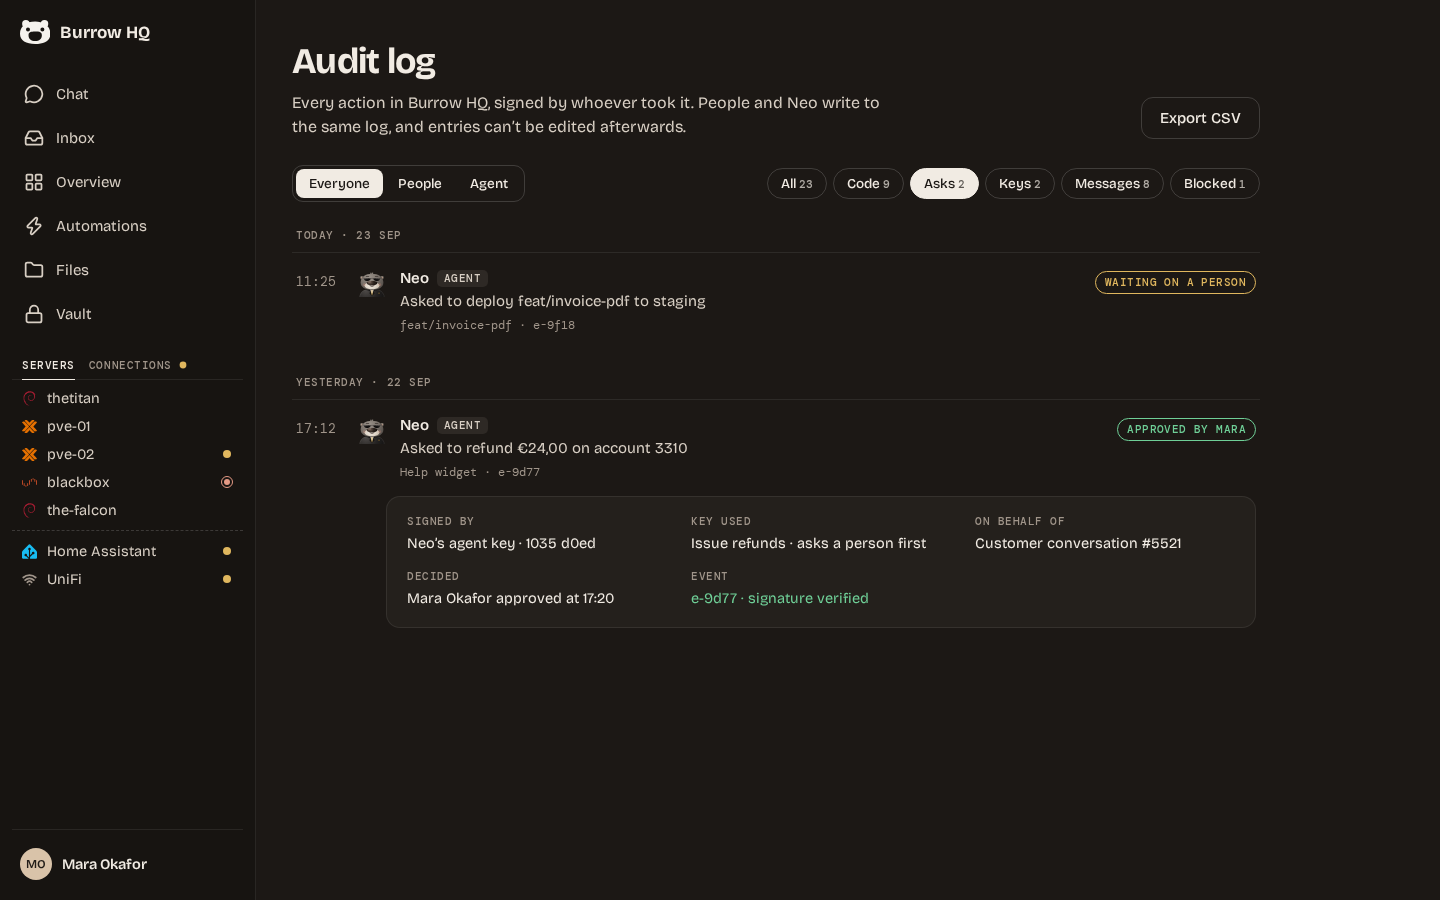 Burrow HQ
Chat
Inbox
Overview
Automations
Files
Vault
SERVERS CONNECTIONS
thetitan
pve-01
pve-02
blackbox
the-falcon
Home Assistant
UniFi
MO Mara Okafor
Audit log
Every action in Burrow HQ, signed by whoever took it. People and Neo write to
the same log, and entries can't be edited afterwards.
Export CSV
Everyone People Agent
All 23 Code 9 Asks 2 Keys 2 Messages 8 Blocked 1
TODAY · 23 SEP
11:25 Neo AGENT WAITING ON A PERSON
Asked to deploy feat/invoice-pdf to staging
feat/invoice-pdf · e-9f18
YESTERDAY · 22 SEP
17:12 Neo AGENT APPROVED BY MARA
Asked to refund €24,00 on account 3310
Help widget · e-9d77
SIGNED BY KEY USED ON BEHALF OF
Neo's agent key · 1035 d0ed Issue refunds · asks a person first Customer conversation #5521
DECIDED EVENT
Mara Okafor approved at 17:20 e-9d77 · signature verified